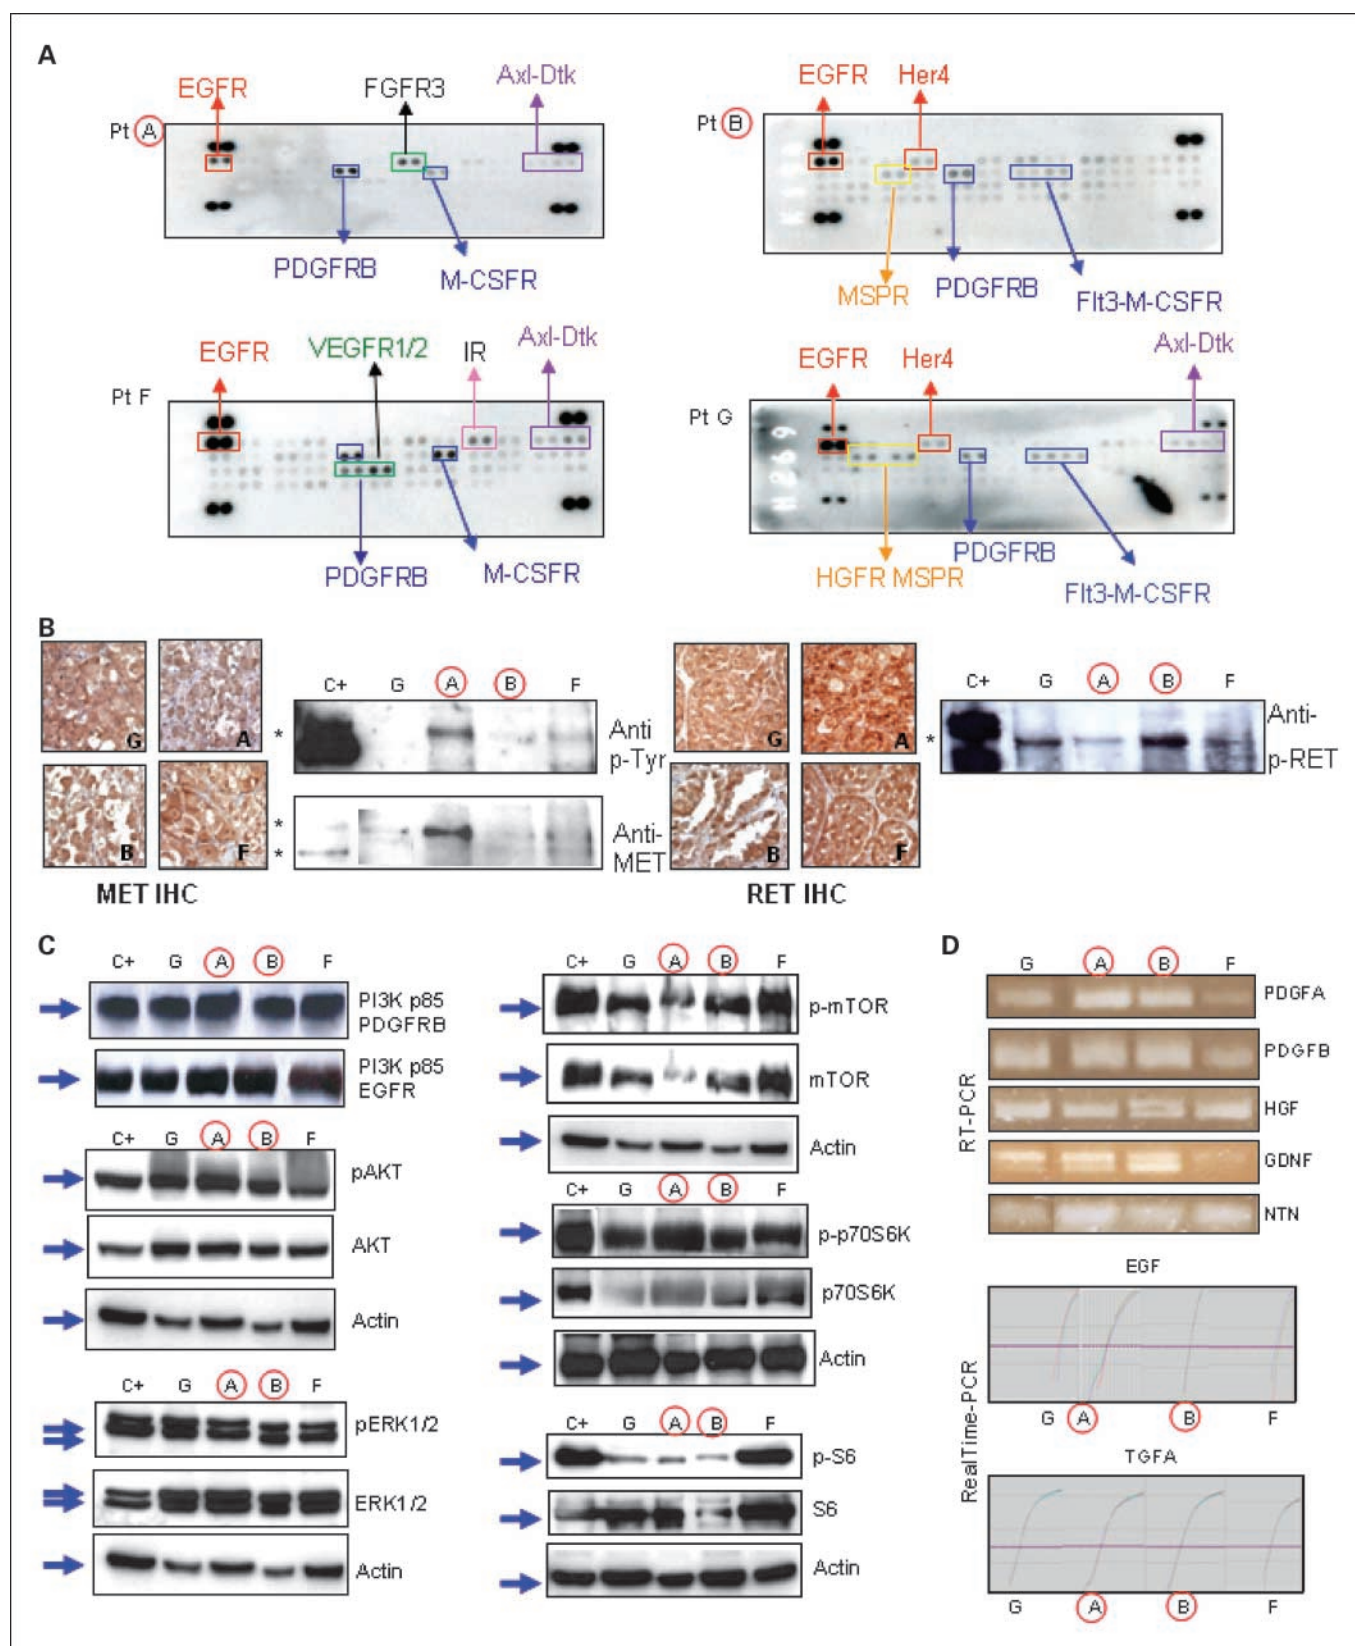 A
EGFR
FGFR3
Axl-Dtk
Pt A
PDGFRB
M-CSFR
EGFR
Her4
Pt B
MSPR
PDGFRB
Flt3-M-CSFR
EGFR
VEGFR1/2
IR
Axl-Dtk
Pt F
PDGFRB
M-CSFR
EGFR
Her4
Axl-Dtk
Pt G
PDGFRB
HGFR MSPR
Flt3-M-CSFR
B
G
A
B
F
MET IHC
C+ G A B F
*
Anti
p-Tyr
*
*
Anti-
MET
G
A
B
F
RET IHC
C+ G A B F
*
Anti-
p-RET
C
C+ G A B F
PI3K p85
PDGFRB
PI3K p85
EGFR
C+ G A B F
pAKT
AKT
Actin
C+ G A B F
pERK1/2
ERK1/2
Actin
C+ G A B F
p-mTOR
mTOR
Actin
C+ G A B F
p-p70S6K
p70S6K
Actin
C+ G A B F
p-S6
S6
Actin
D
G A B F
RT-PCR
PDGFA
PDGFB
HGF
GDNF
NTN
RealTime-PCR
EGF
G A B F
TGFA
G A B F